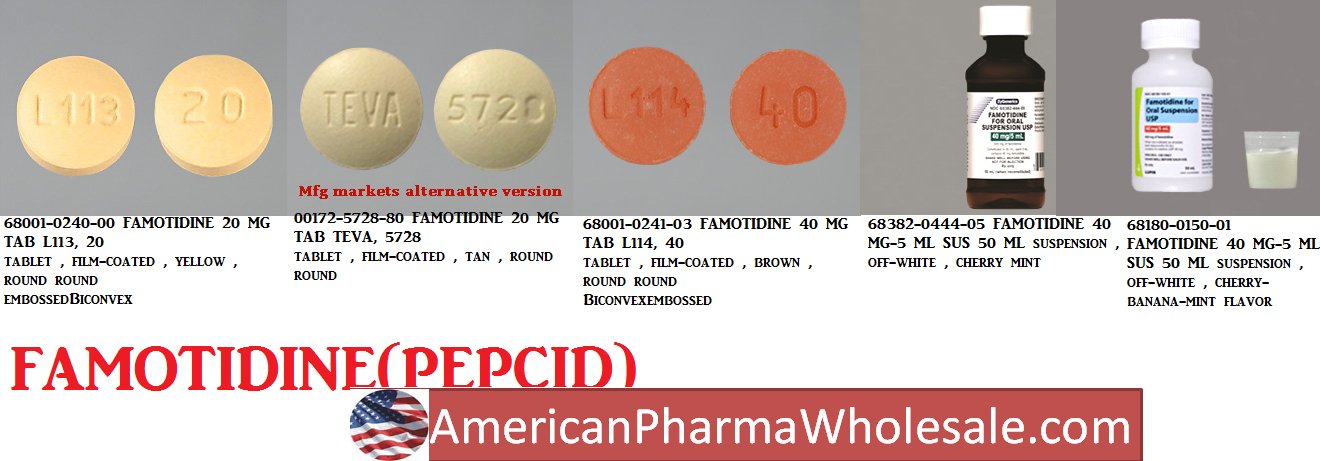 L113
20
TEVA
5728
L114
40
Mfg markets alternative version
NDC 68382-444-05
FAMOTIDINE
FOR ORAL
SUSPENSION USP
40 mg/5 mL
Famotidine for
Oral Suspension
USP
40 mg/5 mL
LUPIN
68001-0240-00 FAMOTIDINE 20 MG
TAB L113, 20
TABLET , FILM-COATED , YELLOW ,
ROUND ROUND
EMBOSSEDBICONVEX
00172-5728-80 FAMOTIDINE 20 MG
TAB TEVA, 5728
TABLET , FILM-COATED , TAN , ROUND
ROUND
68001-0241-03 FAMOTIDINE 40 MG
TAB L114, 40
TABLET , FILM-COATED , BROWN ,
ROUND ROUND
BICONVEXEMBOSSED
68382-0444-05 FAMOTIDINE 40
MG-5 ML SUS 50 ML SUSPENSION ,
OFF-WHITE , CHERRY MINT
68180-0150-01
FAMOTIDINE 40 MG-5 ML
SUS 50 ML SUSPENSION ,
OFF-WHITE , CHERRY-
BANANA-MINT FLAVOR
FAMOTIDINE(PEPCID)
AmericanPharmaWholesale.com